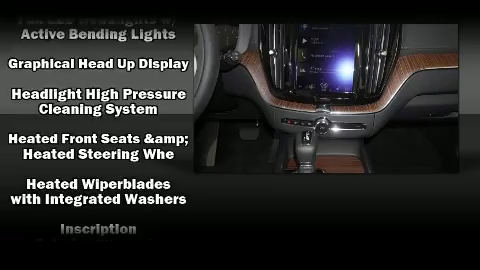 Active Bending Lights
Graphical Head Up Display
Headlight High Pressure
Cleaning System
Heated Front Seats &amp;
Heated Steering Whe
Heated Wiperblades
with Integrated Washers
Inscription